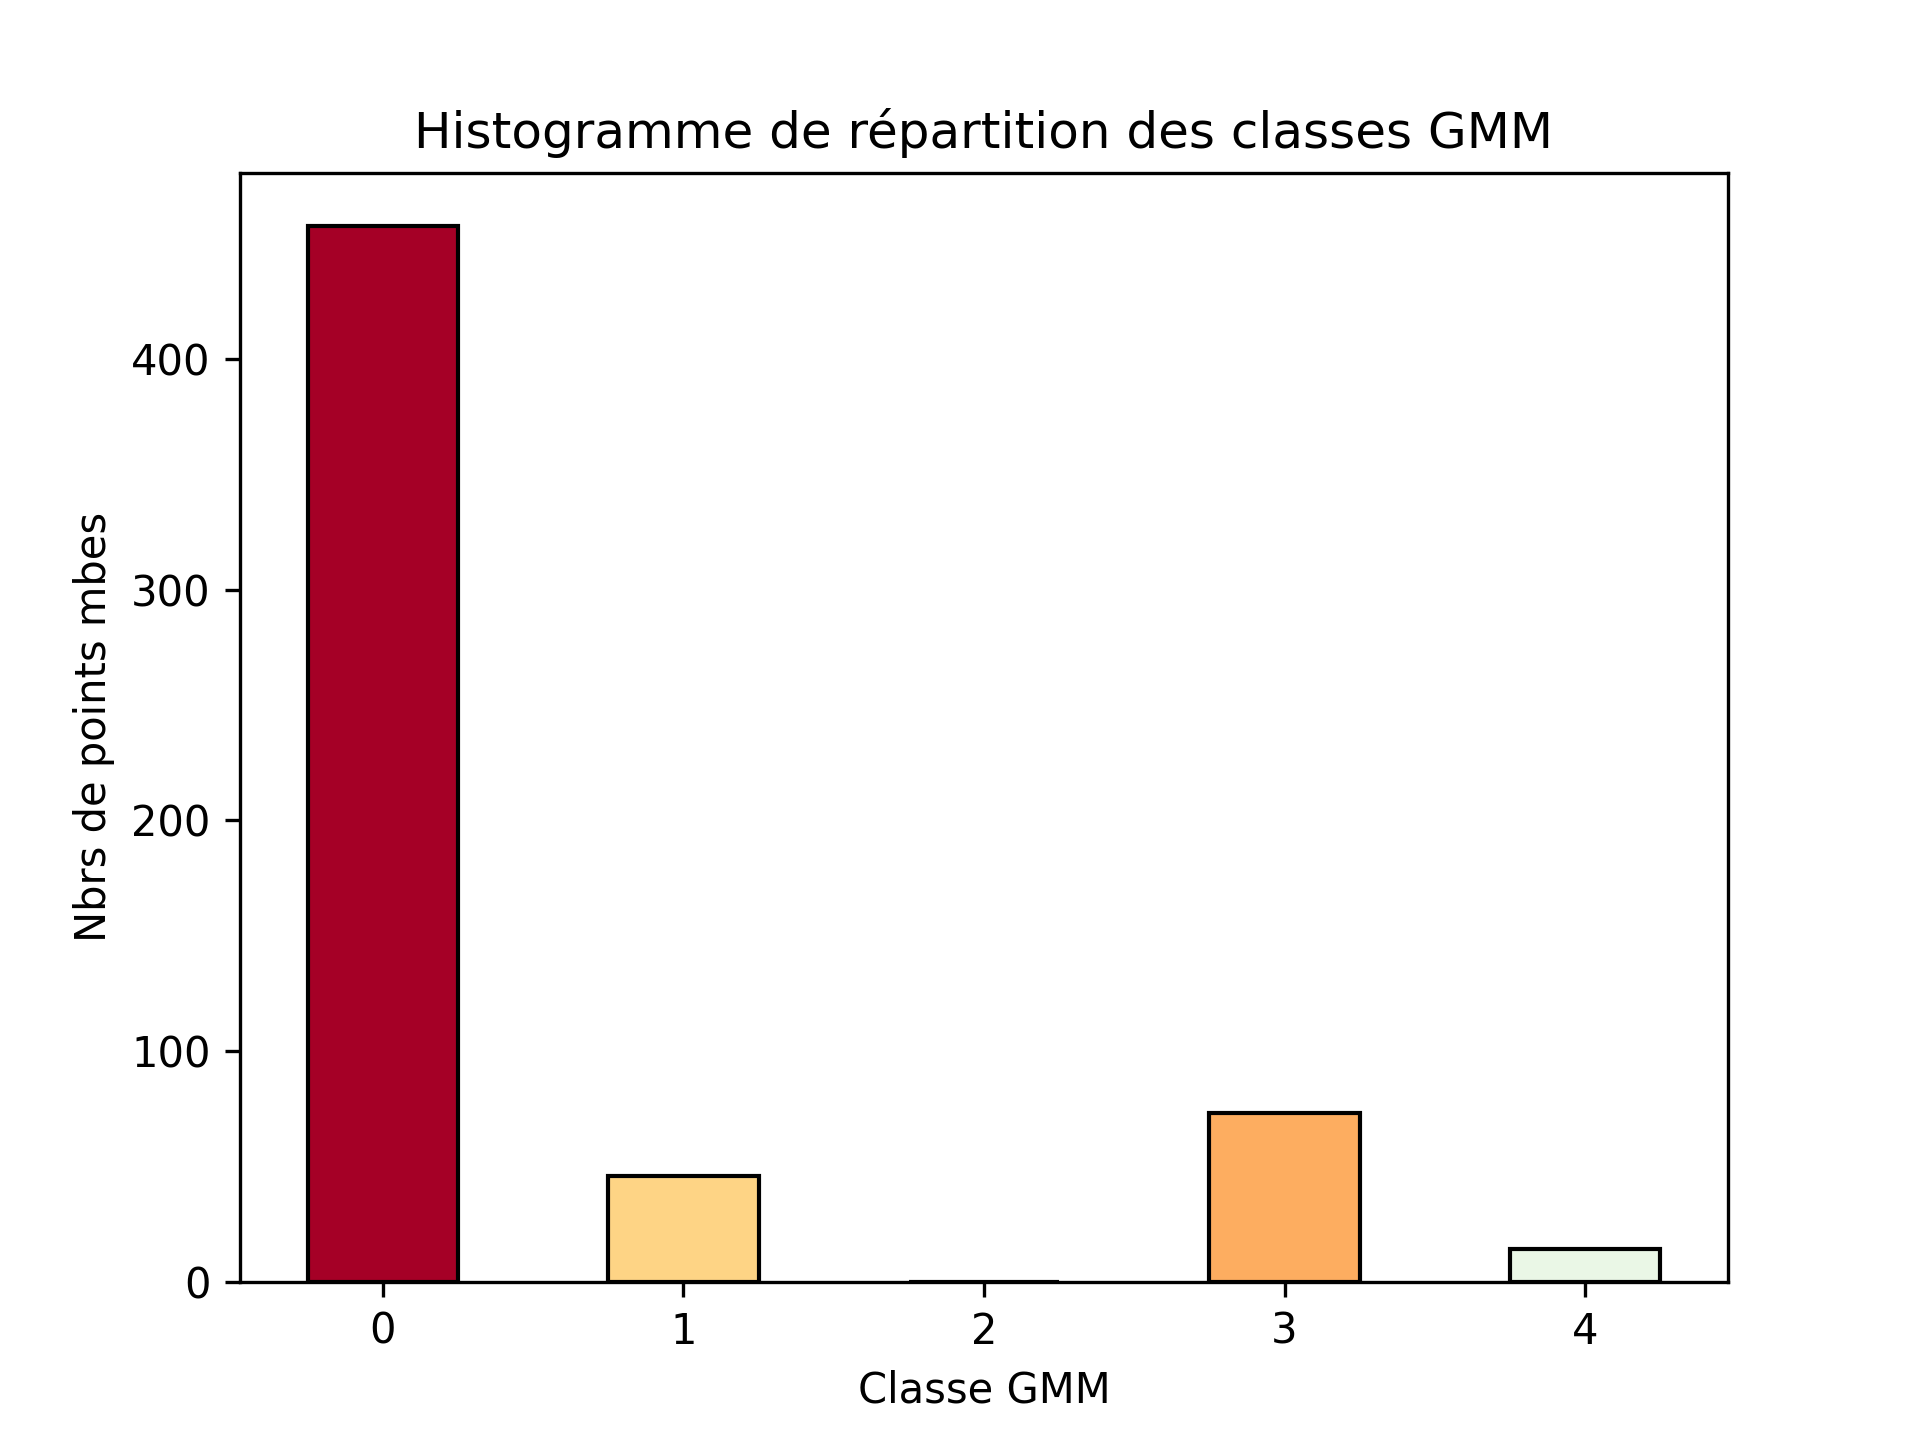 Histogramme de répartition des classes GMM
Nbrs de points mbes
400
300
200
100
0
0 1 2 3 4
Classe GMM